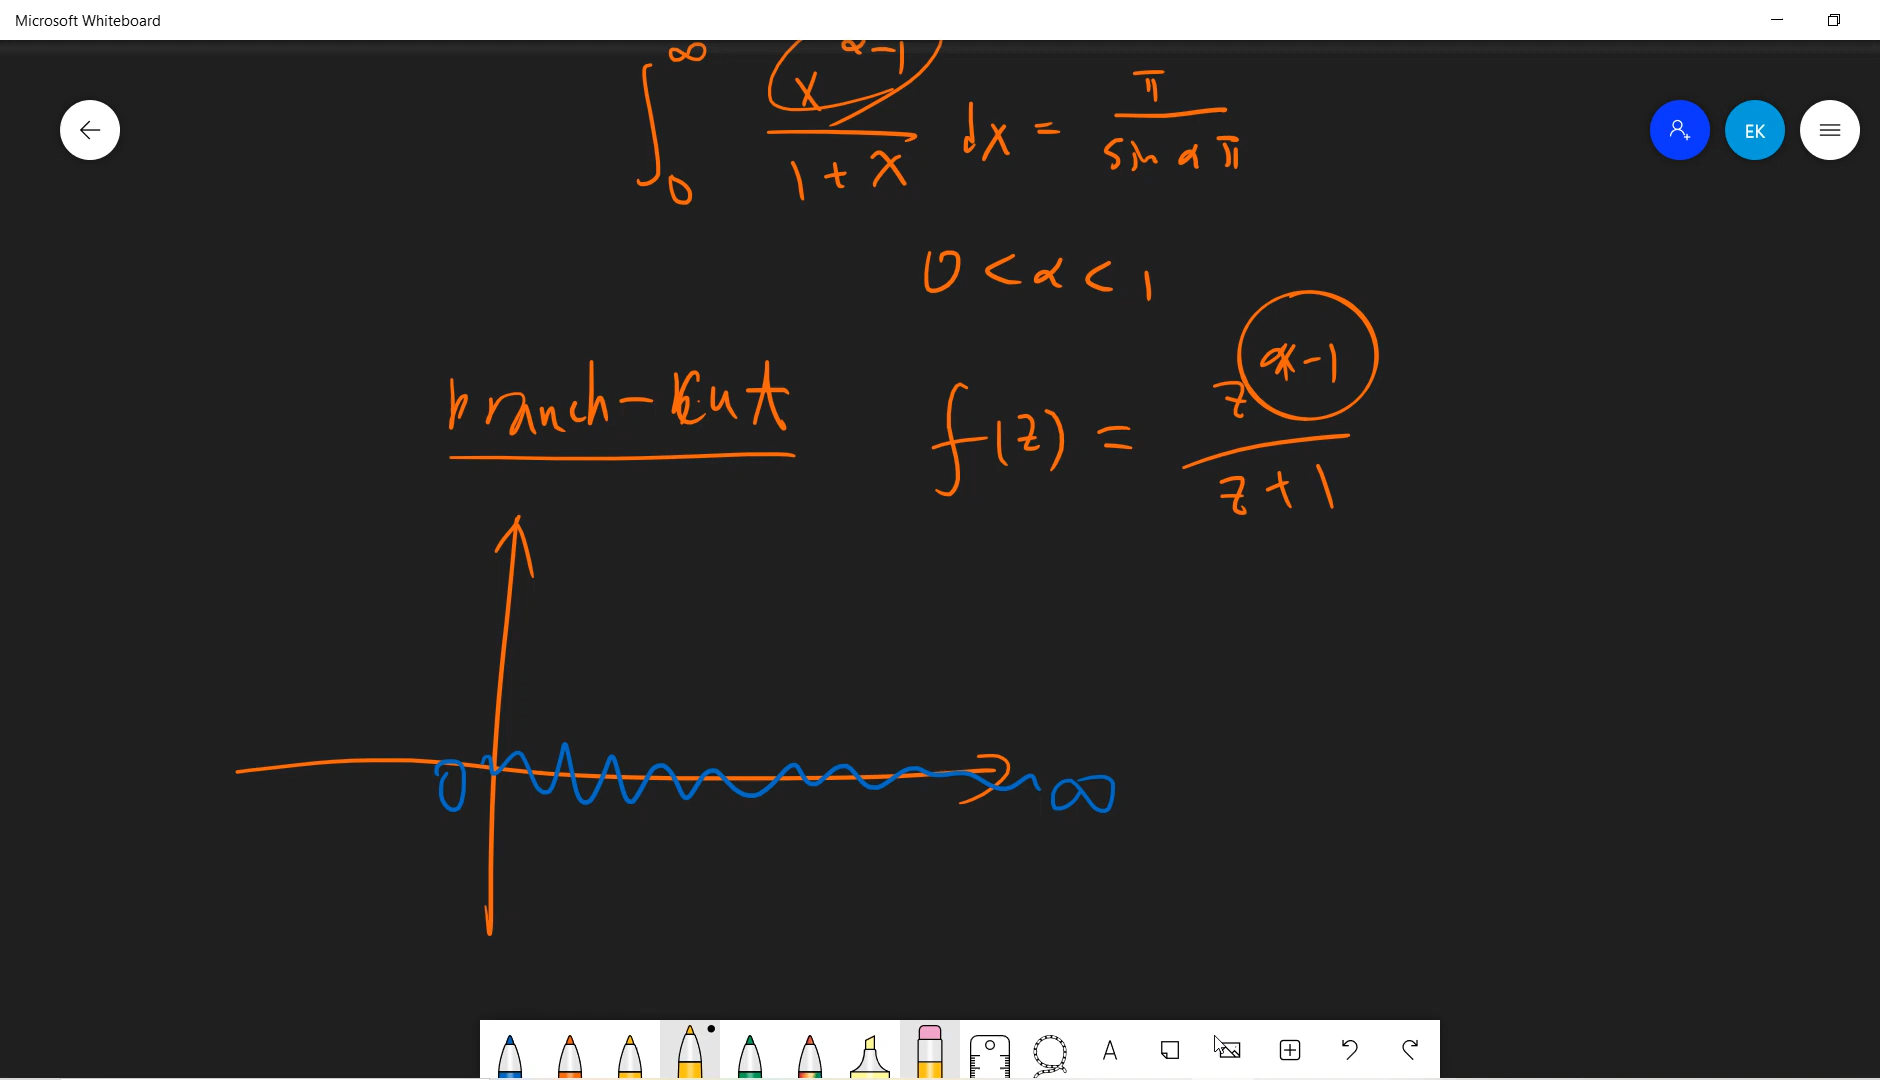 Microsoft Whiteboard
∫₀^∞ x^(α-1) / (1 + x) dx = π / sin απ
EK
0 < α < 1
branch-cut
f(z) = z^(α-1) / (z + 1)
0 ∞
A